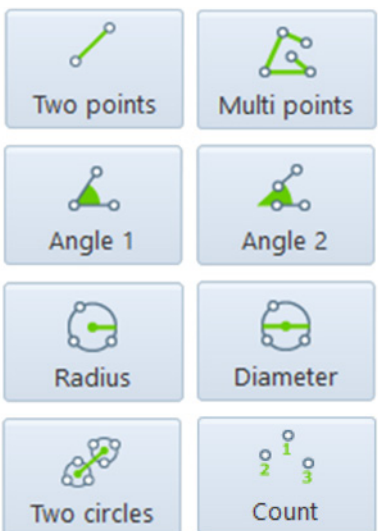 Two points
Multi points
Angle 1
Angle 2
Radius
Diameter
Two circles
1
2
3
Count